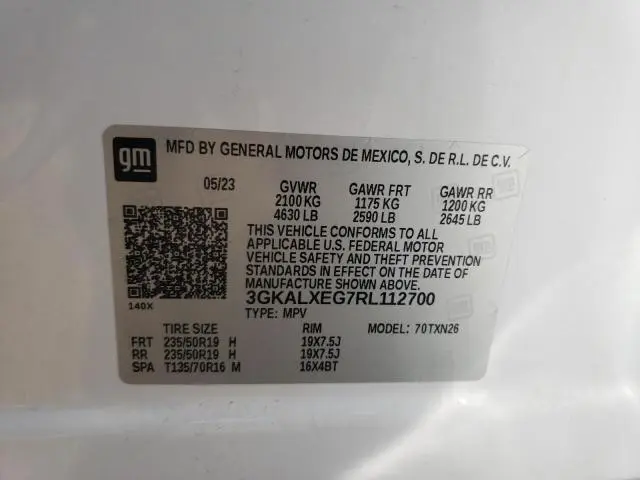 gm
MFD BY GENERAL MOTORS DE MEXICO, S. DE R.L. DE C.V.
05/23 GVWR GAWR FRT GAWR RR
2100 KG 1175 KG 1200 KG
4630 LB 2590 LB 2645 LB
THIS VEHICLE CONFORMS TO ALL
APPLICABLE U.S. FEDERAL MOTOR
VEHICLE SAFETY AND THEFT PREVENTION
STANDARDS IN EFFECT ON THE DATE OF
MANUFACTURE SHOWN ABOVE.
3GKALXEG7RL112700
140X
TYPE: MPV
TIRE SIZE RIM MODEL: 70TXN26
FRT 235/50R19 H 19X7.5J
RR 235/50R19 H 19X7.5J
SPA T135/70R16 M 16X4BT